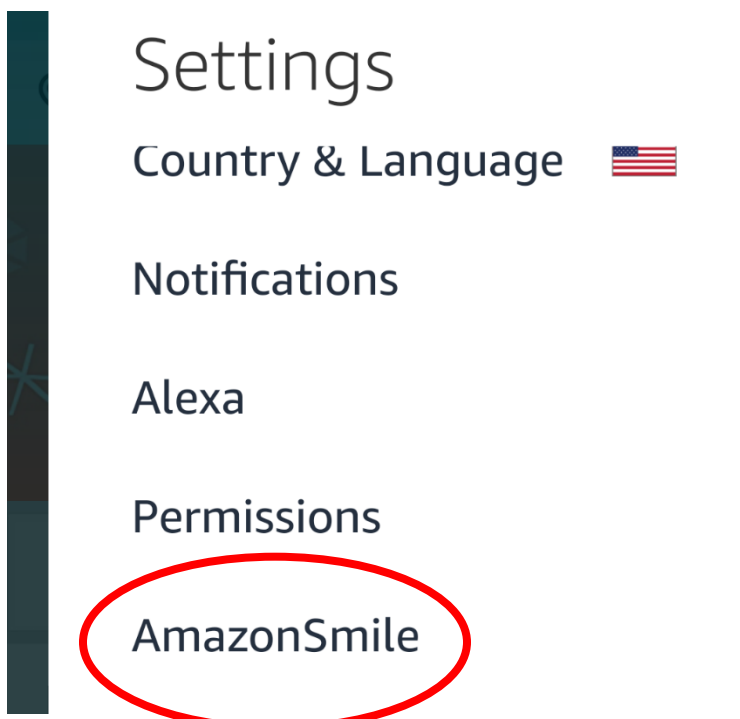 Settings
Country & Language
Notifications
Alexa
Permissions
AmazonSmile